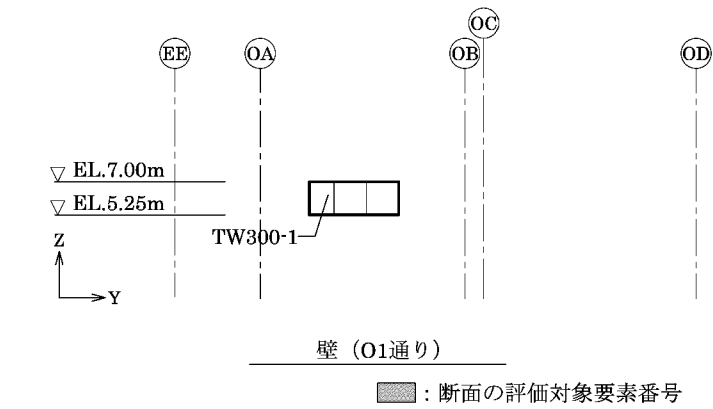 OC
EE OA OB OD
▽ EL.7.00m
▽ EL.5.25m
TW300-1
Z
Y
壁（O1通り）
：断面の評価対象要素番号